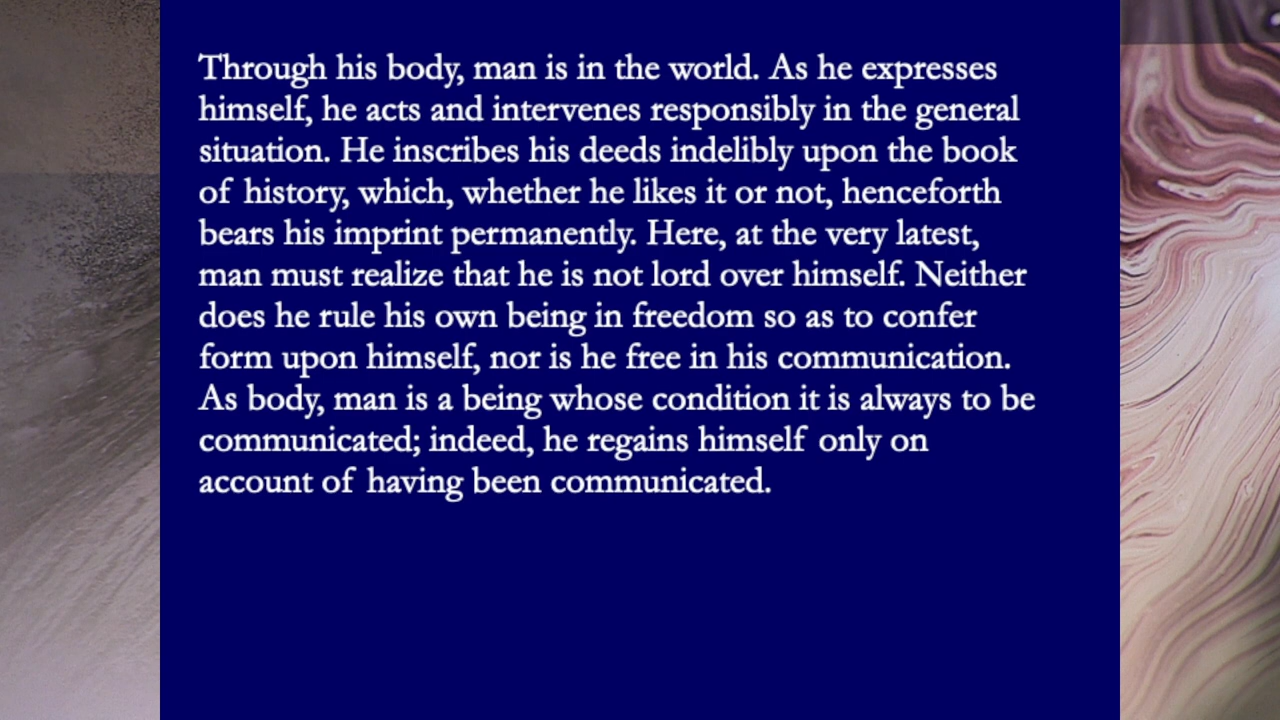 Through his body, man is in the world. As he expresses
himself, he acts and intervenes responsibly in the general
situation. He inscribes his deeds indelibly upon the book
of history, which, whether he likes it or not, henceforth
bears his imprint permanently. Here, at the very latest,
man must realize that he is not lord over himself. Neither
does he rule his own being in freedom so as to confer
form upon himself, nor is he free in his communication.
As body, man is a being whose condition it is always to be
communicated; indeed, he regains himself only on
account of having been communicated.